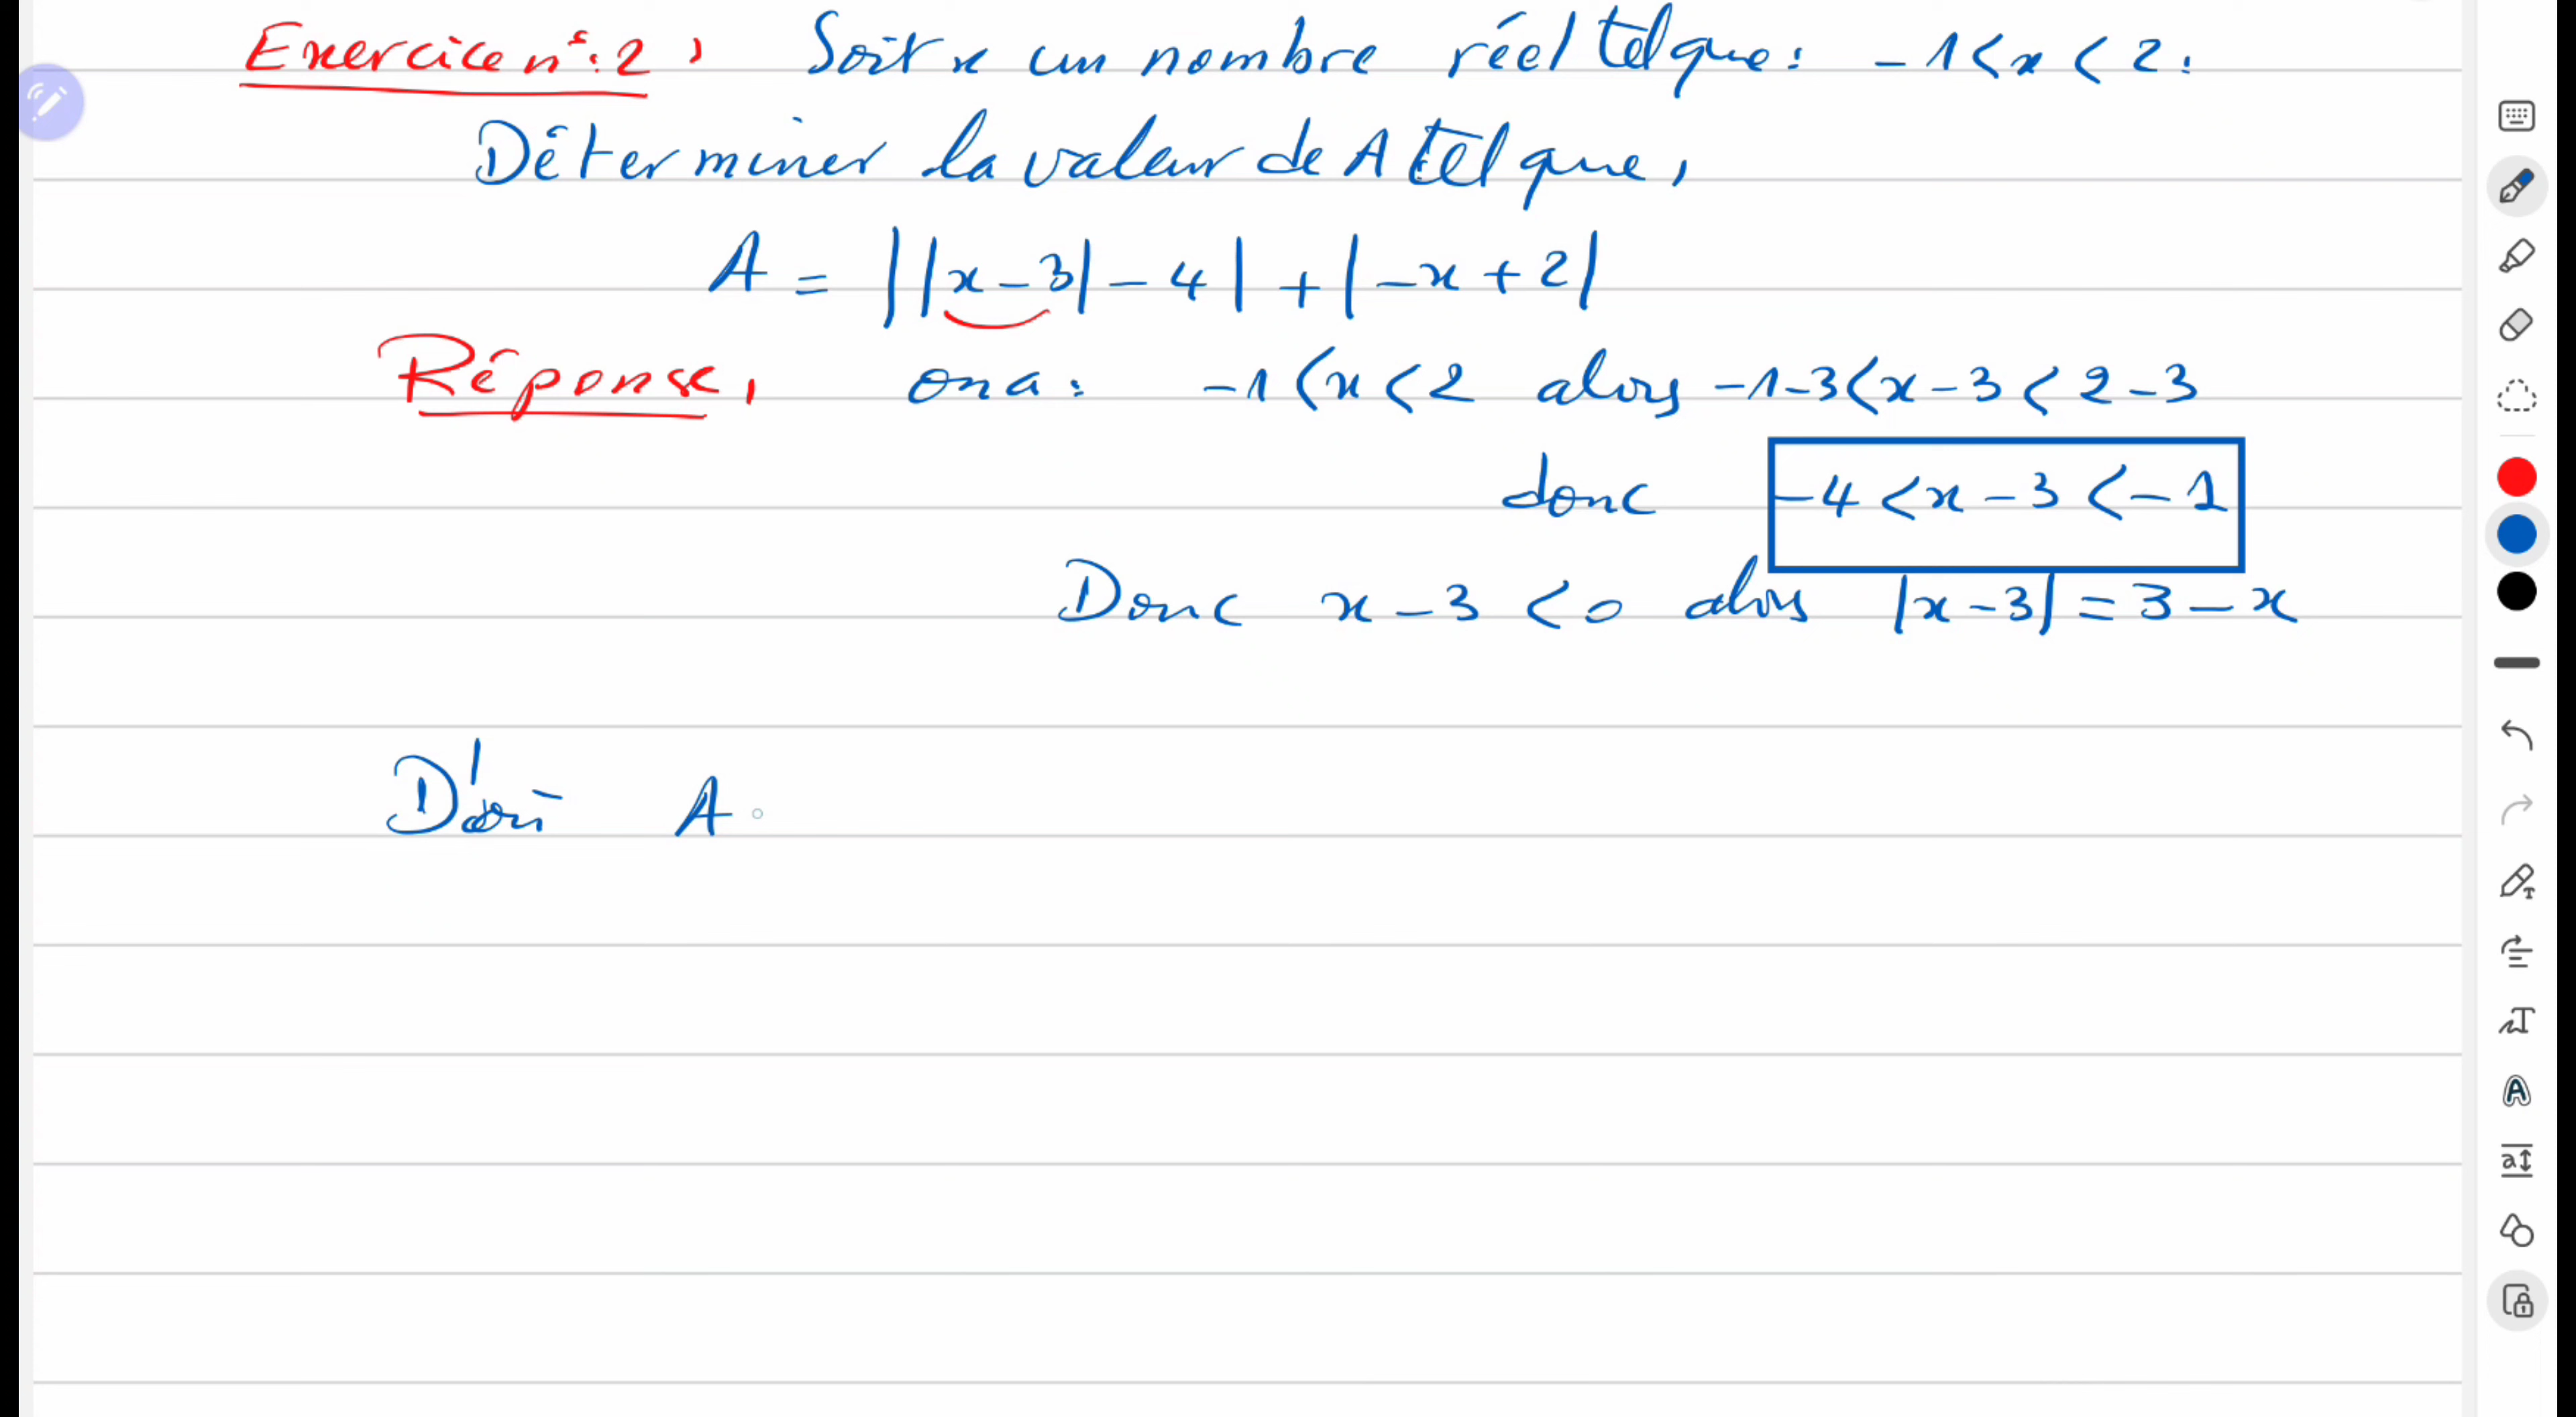 Exercice n°: 2 : Soit x un nombre réel tel que : -1 < x < 2 :
Déterminer la valeur de A tel que :
A = ||x-3| - 4| + |-x + 2|
Réponse : on a : -1 < x < 2 alors -1-3 < x-3 < 2-3
donc -4 < x - 3 < -1
Donc x - 3 < 0 alors |x-3| = 3 - x
D'où A